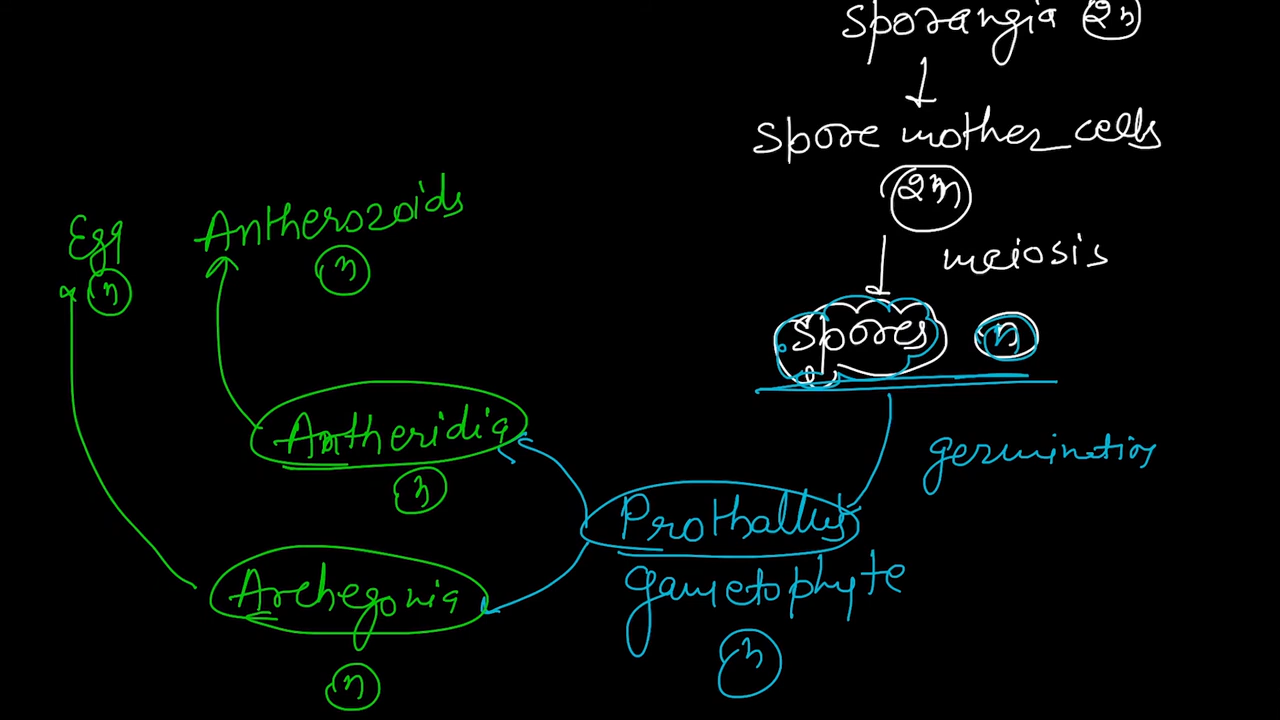 sporangia 2n
spore mother cells
2n
meiosis
spores n
germination
Prothallus
gametophyte
n
Antheridia
n
Archegonia
n
Antherozoids
n
Egg
n